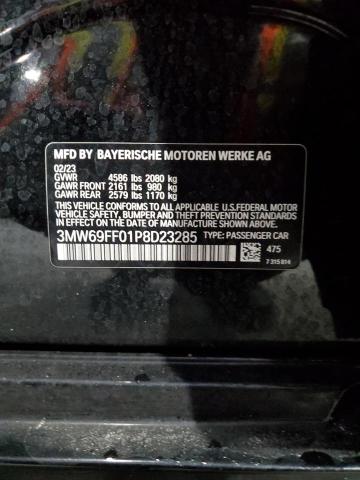 MFD BY BAYERISCHE MOTOREN WERKE AG
02/23
GVWR 4586 lbs 2080 kg
GAWR FRONT 2161 lbs 980 kg
GAWR REAR 2579 lbs 1170 kg
THIS VEHICLE CONFORMS TO ALL APPLICABLE U.S.FEDERAL MOTOR
VEHICLE SAFETY, BUMPER AND THEFT PREVENTION STANDARDS
IN EFFECT ON THE DATE OF MANUFACTURE SHOWN ABOVE.
3MW69FF01P8D23285 TYPE: PASSENGER CAR
475
7 315 814